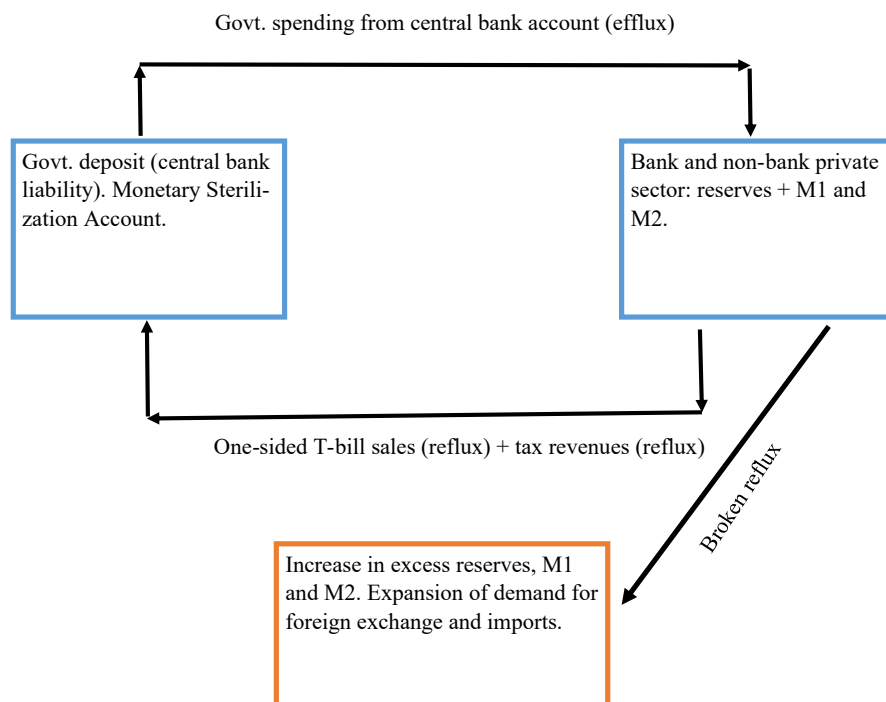 Govt. spending from central bank account (efflux)
Govt. deposit (central bank
liability). Monetary Sterili-
zation Account.
Bank and non-bank private
sector: reserves + M1 and
M2.
One-sided T-bill sales (reflux) + tax revenues (reflux)
Broken reflux
Increase in excess reserves, M1
and M2. Expansion of demand for
foreign exchange and imports.